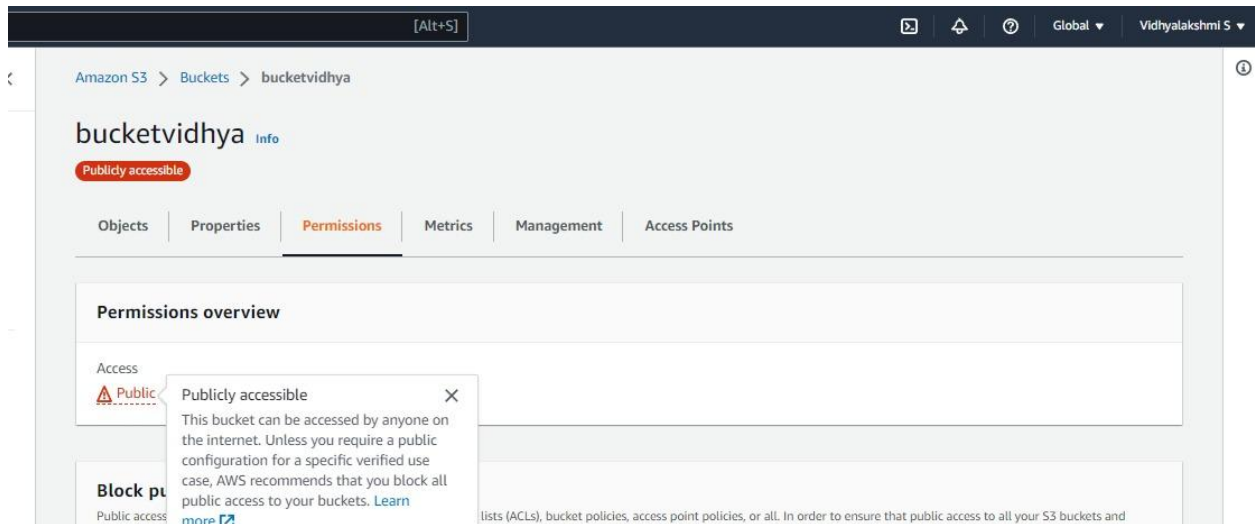 [Alt+S]
Global
Vidhyalakshmi S
Amazon S3 > Buckets > bucketvidhya
bucketvidhya Info
Publicly accessible
Objects
Properties
Permissions
Metrics
Management
Access Points
Permissions overview
Access
Public
Publicly accessible
This bucket can be accessed by anyone on
the internet. Unless you require a public
configuration for a specific verified use
case, AWS recommends that you block all
public access to your buckets. Learn
more
Block pu
Public access
lists (ACLs), bucket policies, access point policies, or all. In order to ensure that public access to all your S3 buckets and